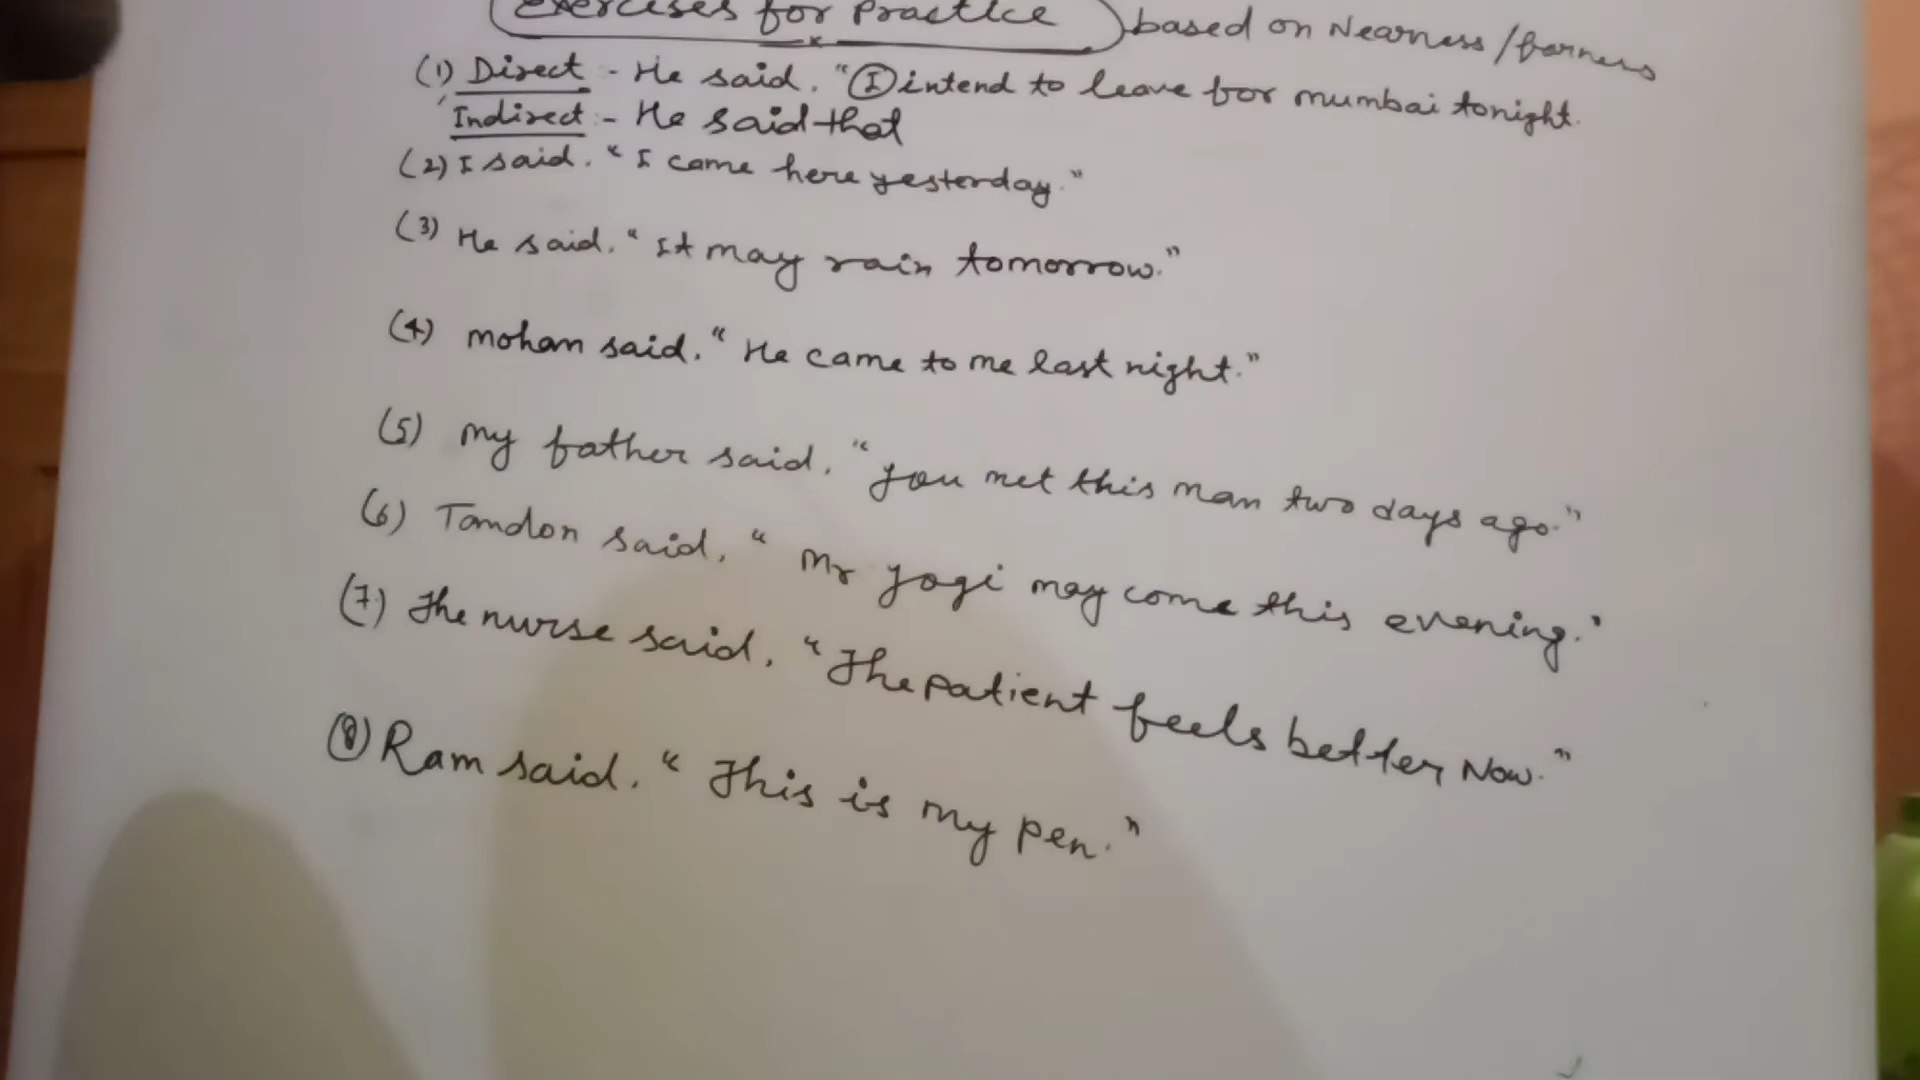 Exercises for Practice based on Nearness/farness
(1) Direct - He said. "I intend to leave for mumbai tonight.
Indirect - He said that
(2) I said. "I came here yesterday."
(3) He said. "It may rain tomorrow."
(4) mohan said. "He came to me last night."
(5) my father said. "you met this man two days ago."
(6) Tandon said. "Mr yogi may come this evening."
(7) The nurse said. "The patient feels better Now."
(8) Ram said. "This is my pen."